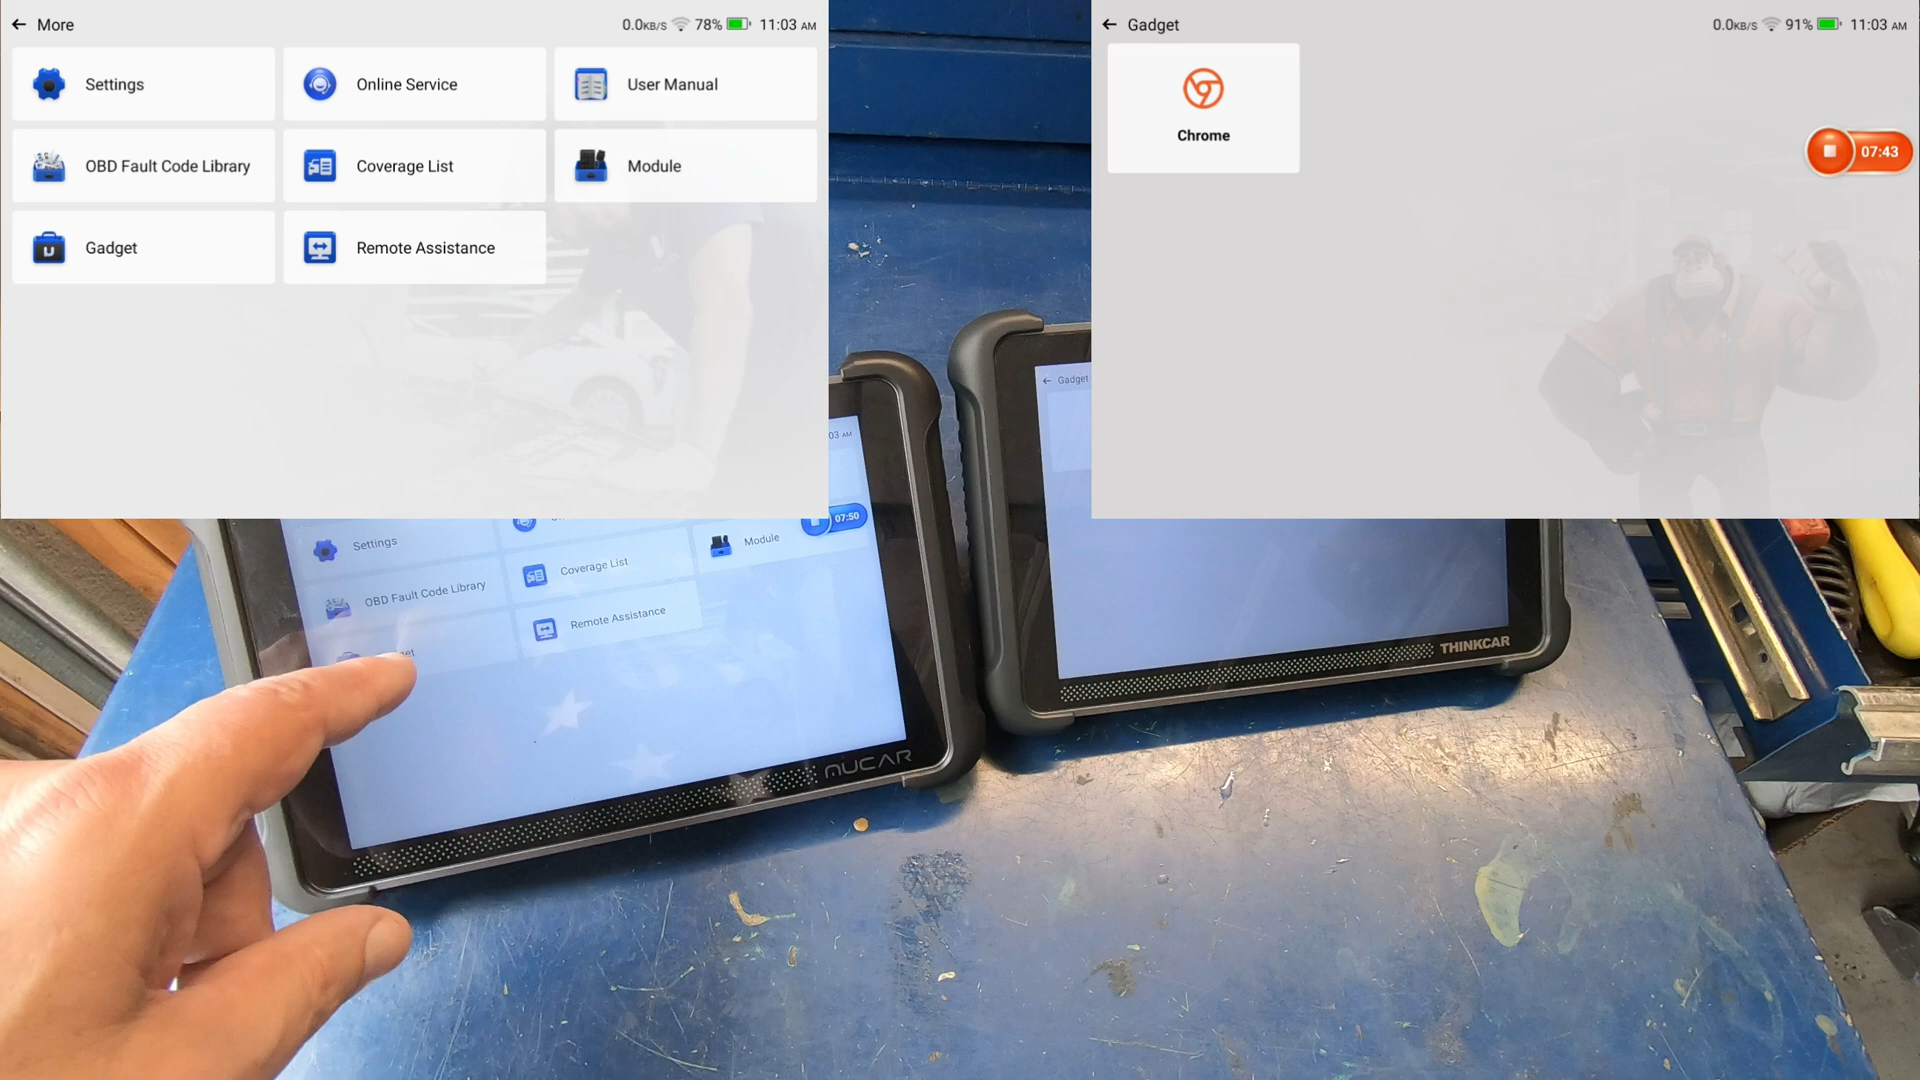 More
0.0KB/S 78% 11:03 AM
Settings
Online Service
User Manual
OBD Fault Code Library
Coverage List
Module
Gadget
Remote Assistance
Gadget
0.0KB/S 91% 11:03 AM
Chrome
07:43
03 AM
07:50
Settings
Module
OBD Fault Code Library
Coverage List
Remote Assistance
et
MUCAR
Gadget
THINKCAR